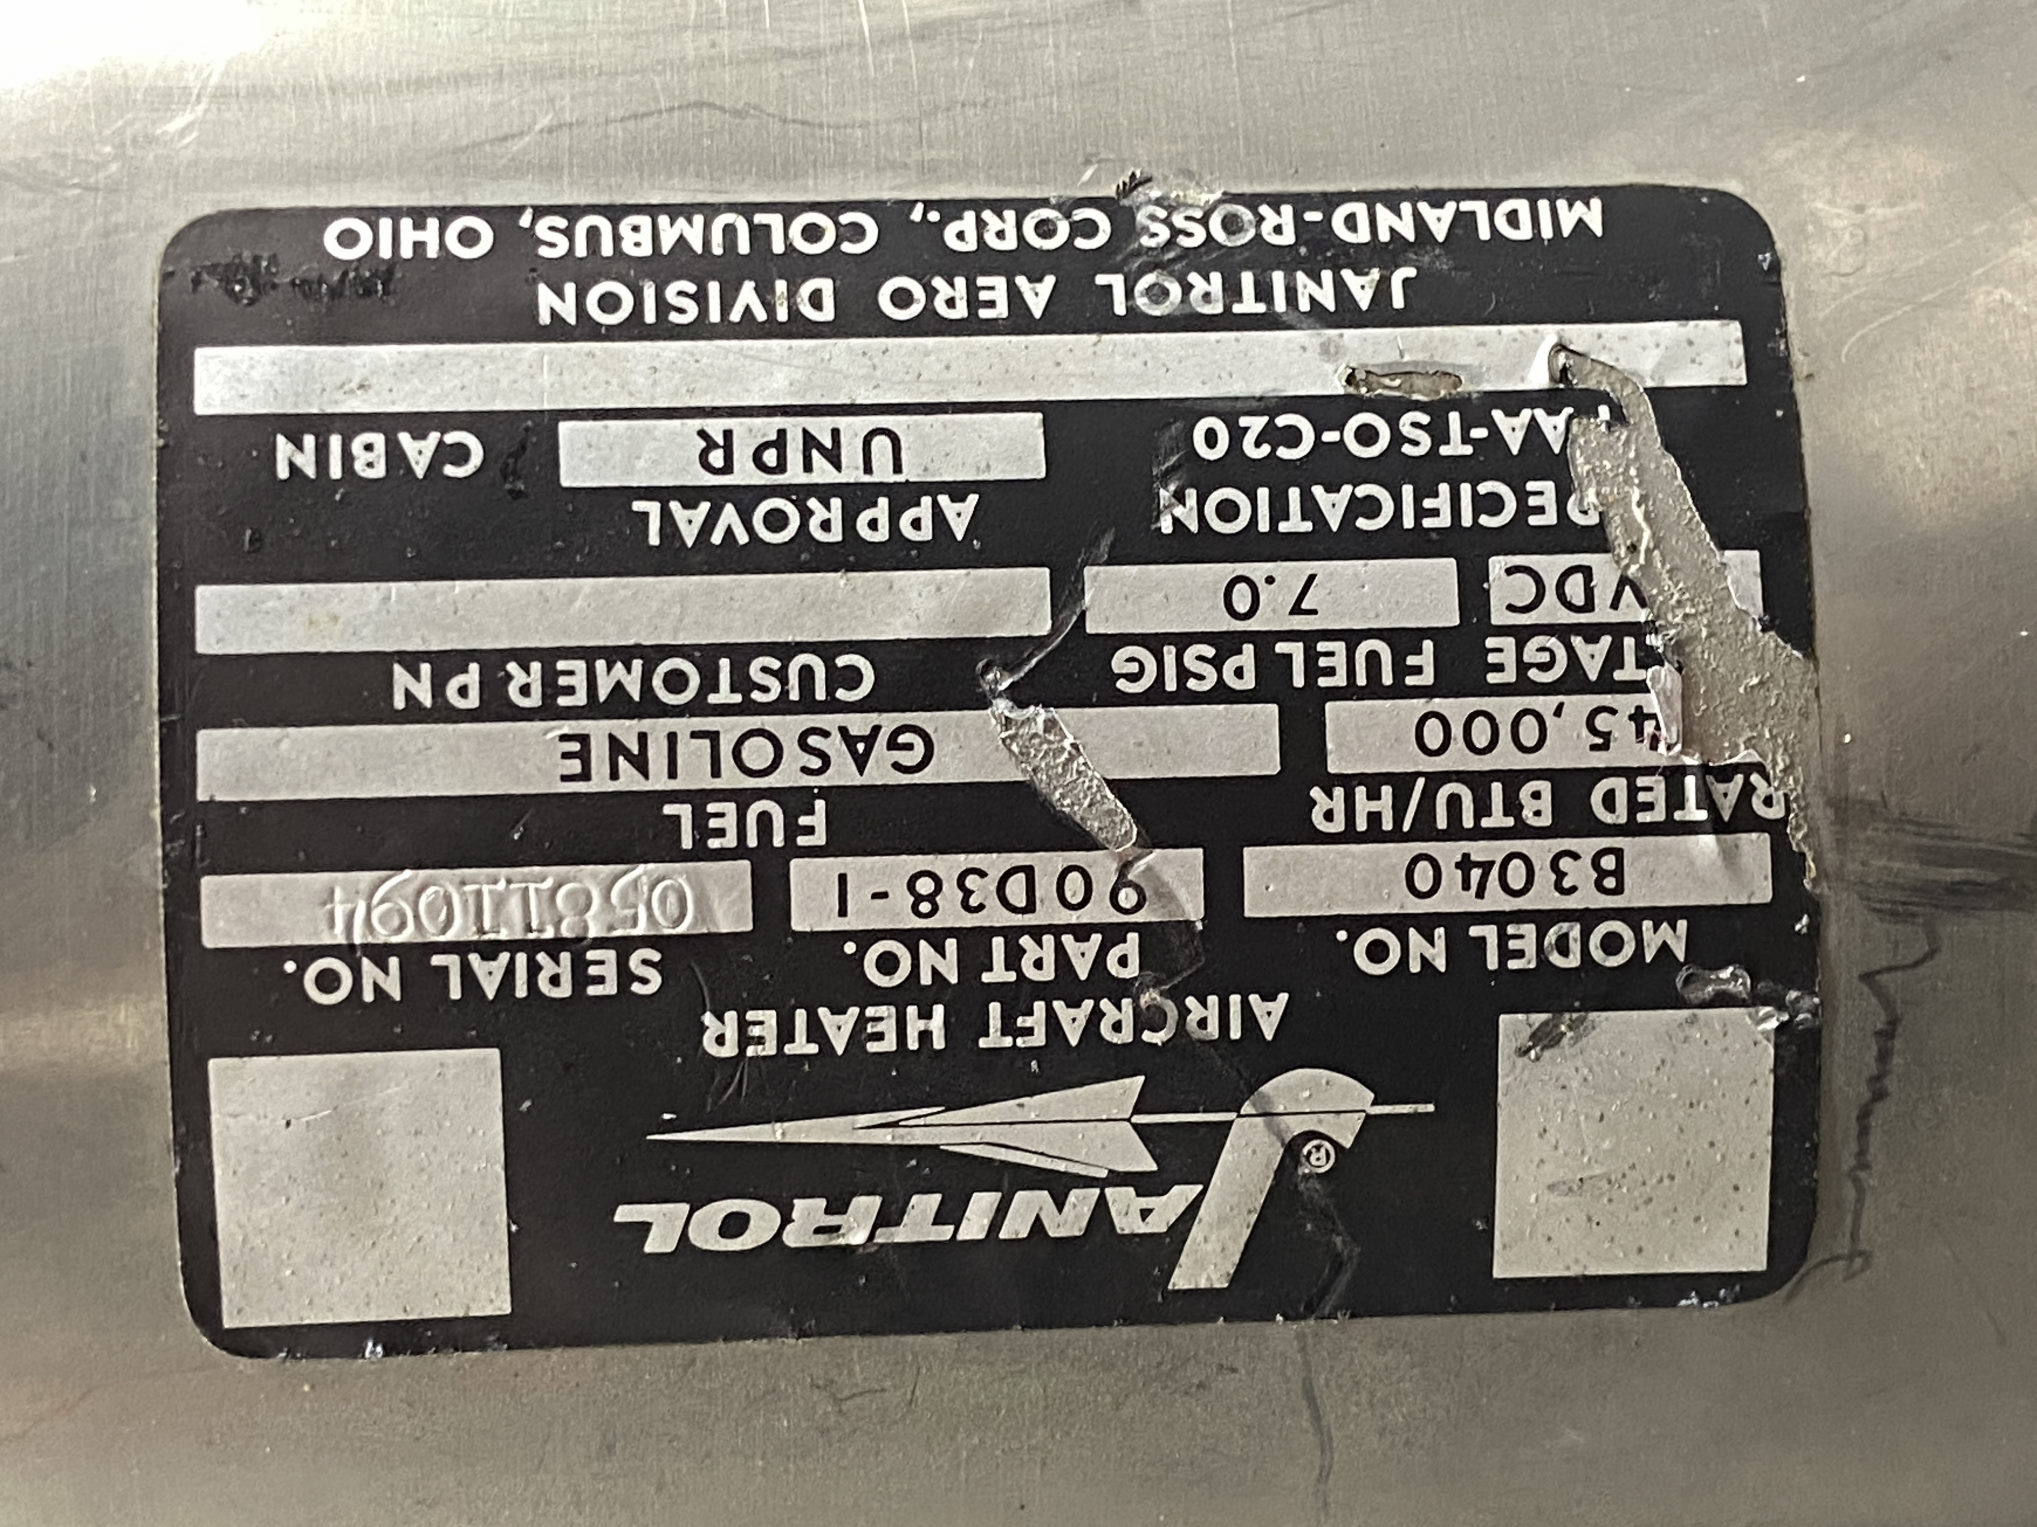 JANITROL
®
AIRCRAFT HEATER
MODEL NO. PART NO. SERIAL NO.
B3040 90D38-1 05811094
RATED BTU/HR FUEL
45,000 GASOLINE
TAGE FUEL PSIG CUSTOMER PN
VDC 7.0
PECIFICATION APPROVAL
AA-TSO-C20 UNPR CABIN
JANITROL AERO DIVISION
MIDLAND-ROSS CORP., COLUMBUS, OHIO